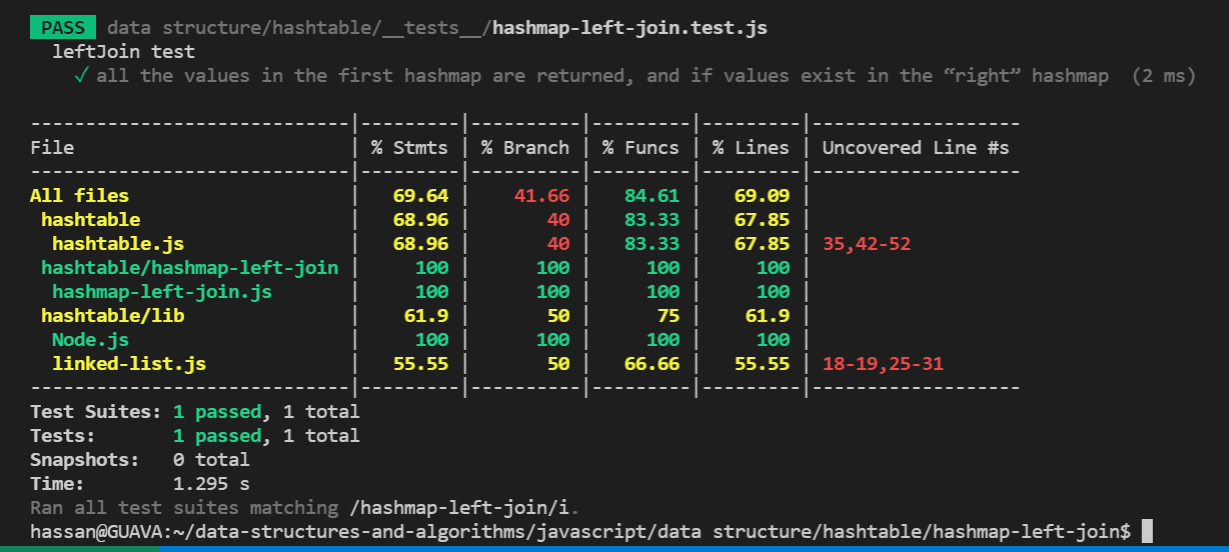 PASS data structure/hashtable/__tests__/hashmap-left-join.test.js
leftJoin test
✓ all the values in the first hashmap are returned, and if values exist in the “right” hashmap (2 ms)
-----------------------------|---------|----------|---------|---------|-------------------
File | % Stmts | % Branch | % Funcs | % Lines | Uncovered Line #s
-----------------------------|---------|----------|---------|---------|-------------------
All files | 69.64 | 41.66 | 84.61 | 69.09 |
hashtable | 68.96 | 40 | 83.33 | 67.85 |
hashtable.js | 68.96 | 40 | 83.33 | 67.85 | 35,42-52
hashtable/hashmap-left-join | 100 | 100 | 100 | 100 |
hashmap-left-join.js | 100 | 100 | 100 | 100 |
hashtable/lib | 61.9 | 50 | 75 | 61.9 |
Node.js | 100 | 100 | 100 | 100 |
linked-list.js | 55.55 | 50 | 66.66 | 55.55 | 18-19,25-31
-----------------------------|---------|----------|---------|---------|-------------------
Test Suites: 1 passed, 1 total
Tests: 1 passed, 1 total
Snapshots: 0 total
Time: 1.295 s
Ran all test suites matching /hashmap-left-join/i.
hassan@GUAVA:~/data-structures-and-algorithms/javascript/data structure/hashtable/hashmap-left-join$